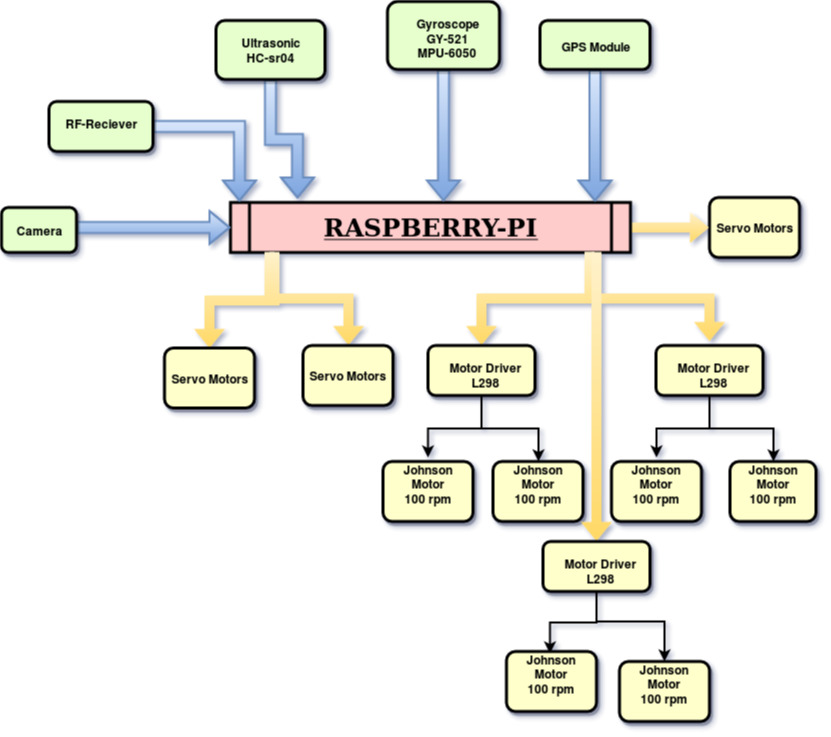 Gyroscope
GY-521
MPU-6050
Ultrasonic
HC-sr04
GPS Module
RF-Reciever
Camera
RASPBERRY-PI
Servo Motors
Servo Motors
Servo Motors
Motor Driver
L298
Motor Driver
L298
Johnson
Motor
100 rpm
Johnson
Motor
100 rpm
Johnson
Motor
100 rpm
Johnson
Motor
100 rpm
Motor Driver
L298
Johnson
Motor
100 rpm
Johnson
Motor
100 rpm